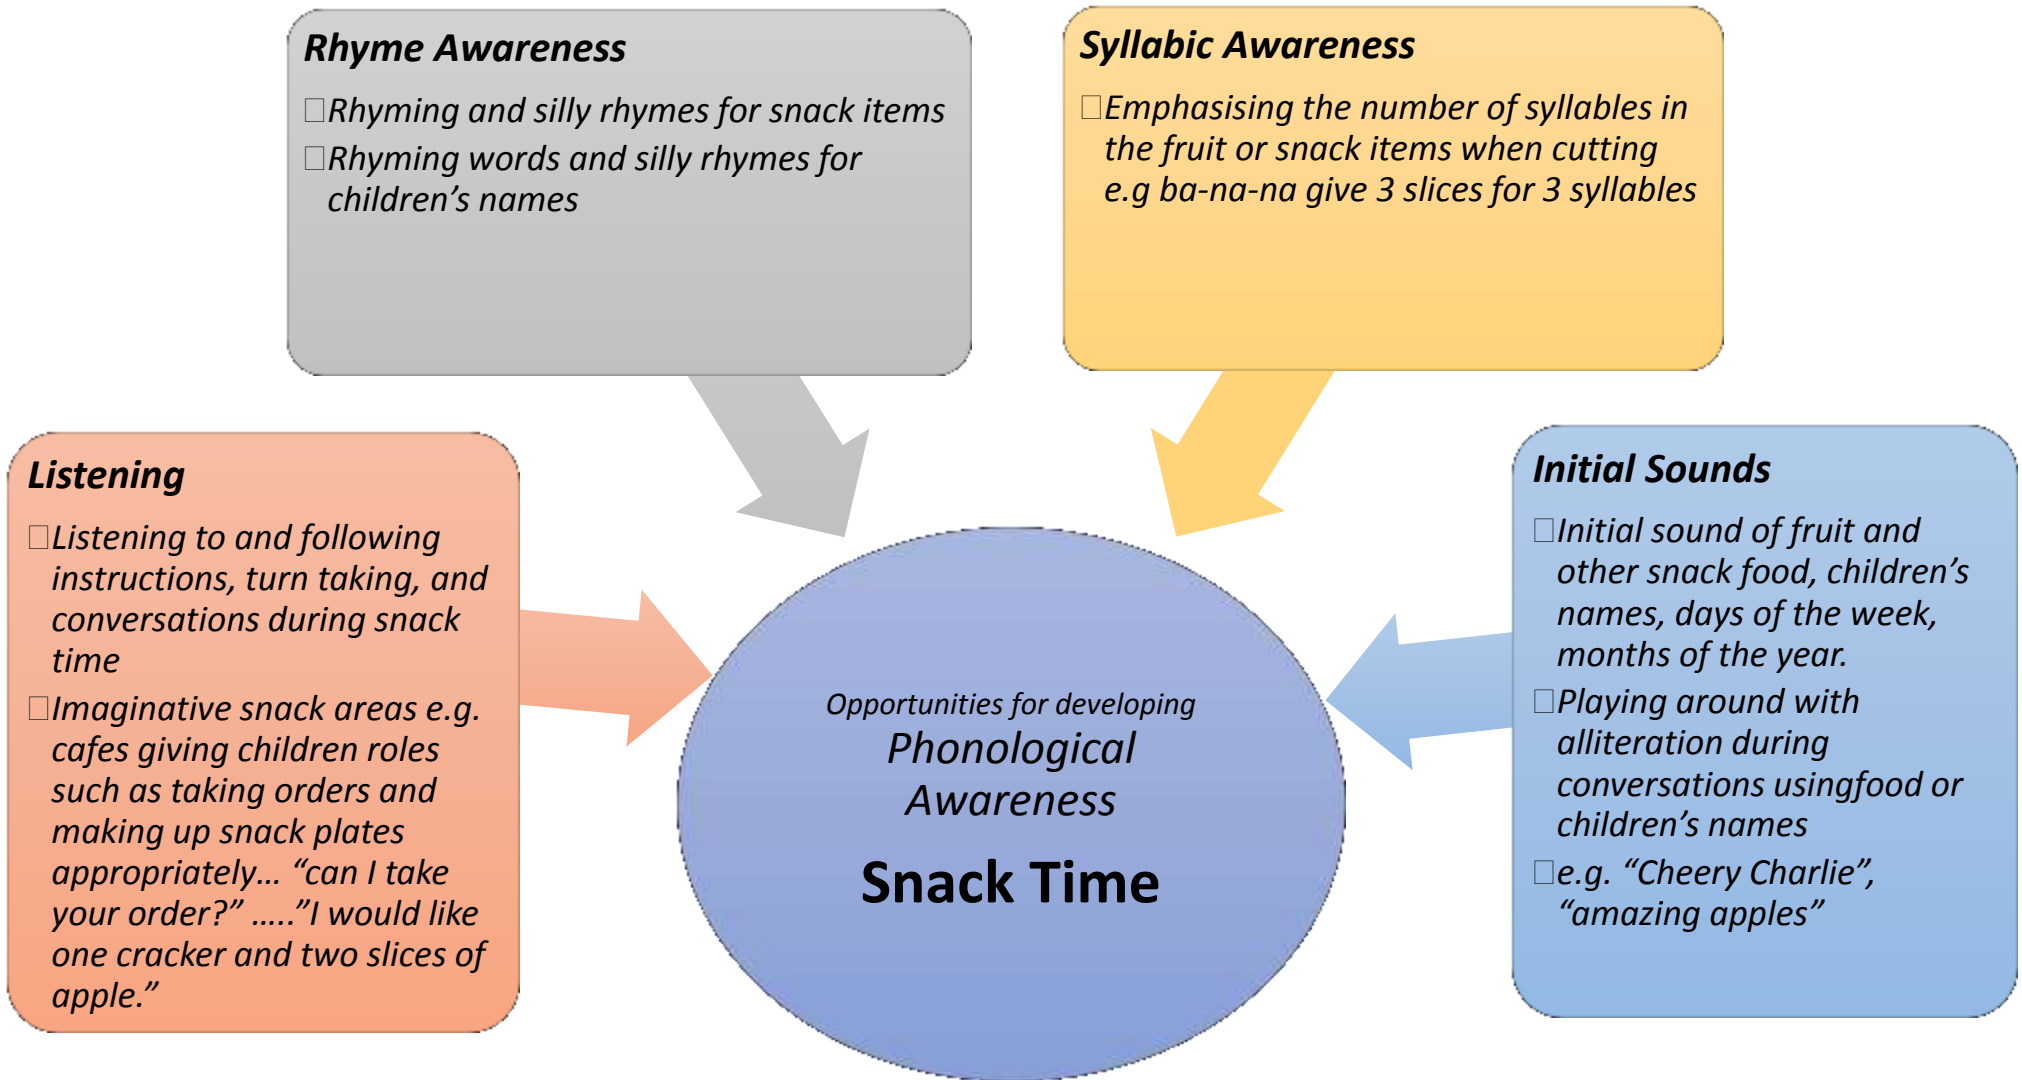 Rhyme Awareness
□Rhyming and silly rhymes for snack items
□Rhyming words and silly rhymes for
children’s names
Syllabic Awareness
□Emphasising the number of syllables in
the fruit or snack items when cutting
e.g ba-na-na give 3 slices for 3 syllables
Listening
□Listening to and following
instructions, turn taking, and
conversations during snack
time
□Imaginative snack areas e.g.
cafes giving children roles
such as taking orders and
making up snack plates
appropriately… “can I take
your order?” …..”I would like
one cracker and two slices of
apple.”
Opportunities for developing
Phonological
Awareness
Snack Time
Initial Sounds
□Initial sound of fruit and
other snack food, children’s
names, days of the week,
months of the year.
□Playing around with
alliteration during
conversations usingfood or
children’s names
□e.g. “Cheery Charlie”,
“amazing apples”